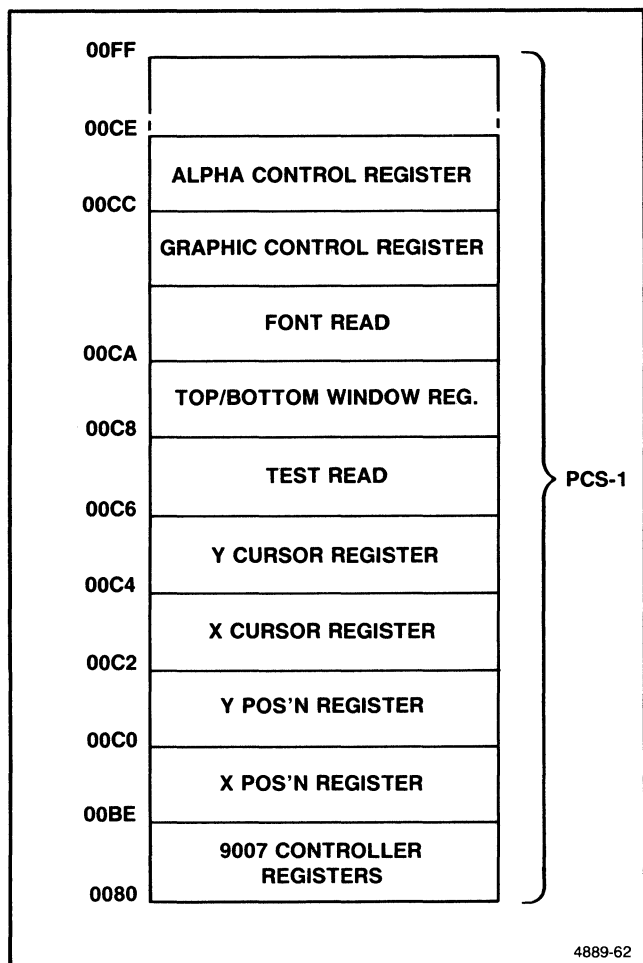 00FF
00CE
ALPHA CONTROL REGISTER
00CC
GRAPHIC CONTROL REGISTER
FONT READ
00CA
TOP/BOTTOM WINDOW REG.
00C8
TEST READ
PCS-1
00C6
Y CURSOR REGISTER
00C4
X CURSOR REGISTER
00C2
Y POS'N REGISTER
00C0
X POS'N REGISTER
00BE
9007 CONTROLLER
REGISTERS
0080
4889-62